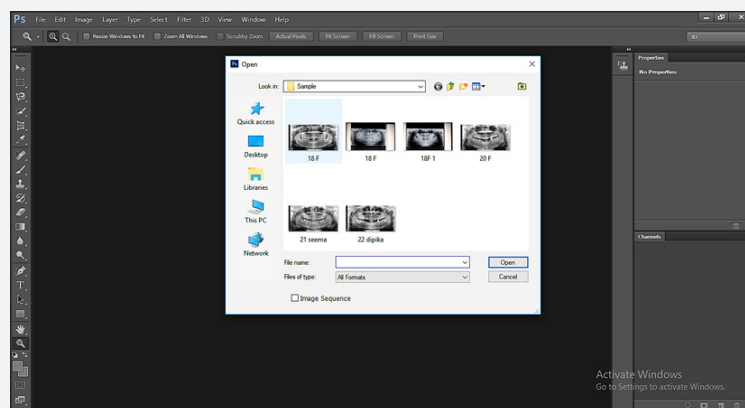 Ps File Edit Image Layer Type Select Filter 3D View Window Help
Resize Windows to Fit Zoom All Windows Scrubby Zoom Actual Pixels Fit Screen Fill Screen Print Size 3D
Properties
No Properties
Ps Open
Look in: Sample
Quick access
Desktop
Libraries
This PC
Network
18 F 18 F 18F 1 20 F
21 seema 22 dipika
File name: Open
Files of type: All Formats Cancel
Image Sequence
Channels
Activate Windows
Go to Settings to activate Windows.